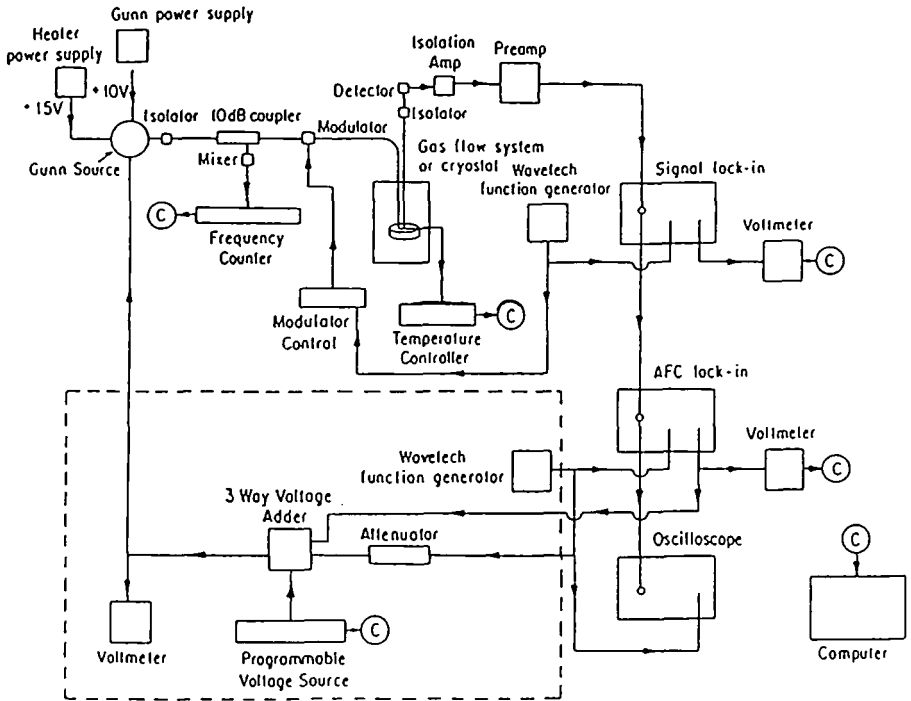 Gunn power supply
Heater
power supply
+ 10V
+ 15V
Isolator
10dB coupler
Modulator
Mixer
Gunn Source
C
Frequency
Counter
Modulator
Control
Detector
Isolation
Amp
Preamp
Isolator
Gas flow system
or cryostat
Wavetech
function generator
Temperature
Controller
C
Signal lock-in
Voltmeter
C
AFC lock-in
Voltmeter
C
Wavetech
function generator
3 Way Voltage
Adder
Attenuator
Oscilloscope
Voltmeter
Programmable
Voltage Source
C
C
Computer